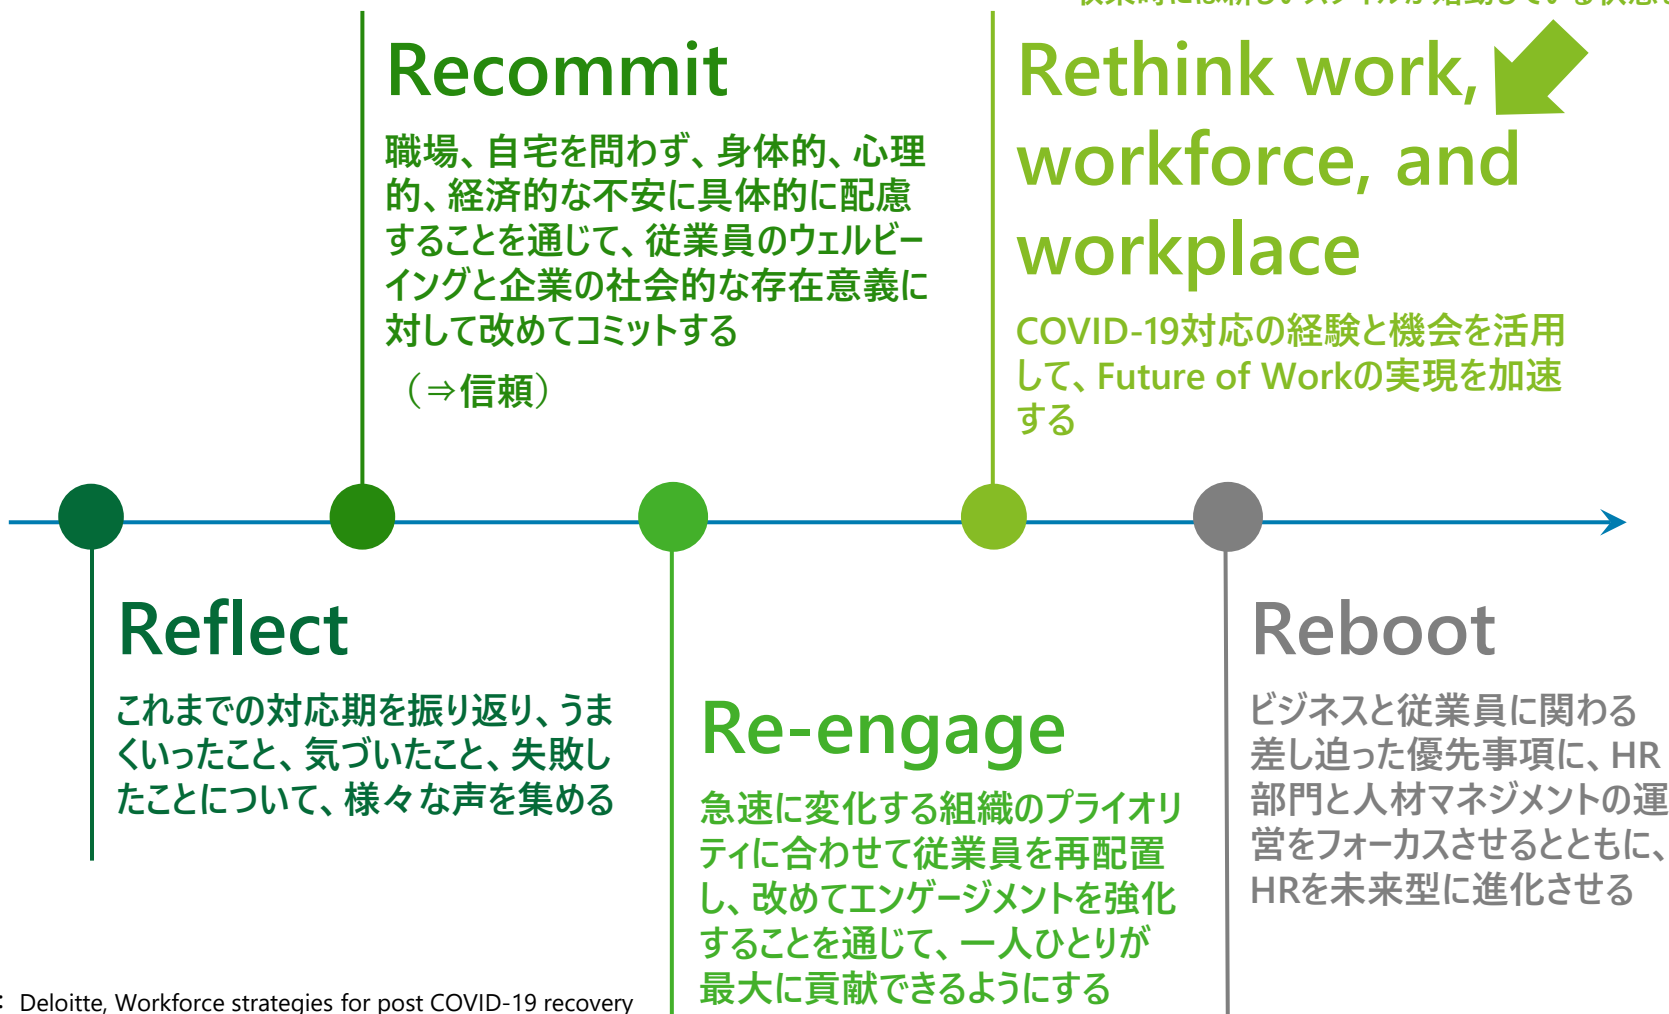 Recommit
職場、自宅を問わず、身体的、心理
的、経済的な不安に具体的に配慮
することを通じて、従業員のウェルビー
イングと企業の社会的な存在意義に
対して改めてコミットする
（⇒信頼）
Rethink work,
workforce, and
workplace
COVID-19対応の経験と機会を活用
して、Future of Workの実現を加速
する
Reflect
これまでの対応期を振り返り、うま
くいったこと、気づいたこと、失敗し
たことについて、様々な声を集める
Re-engage
急速に変化する組織のプライオリ
ティに合わせて従業員を再配置
し、改めてエンゲージメントを強化
することを通じて、一人ひとりが
最大に貢献できるようにする
Reboot
ビジネスと従業員に関わる
差し迫った優先事項に、HR
部門と人材マネジメントの運
営をフォーカスさせるとともに、
HRを未来型に進化させる
: Deloitte, Workforce strategies for post COVID-19 recovery